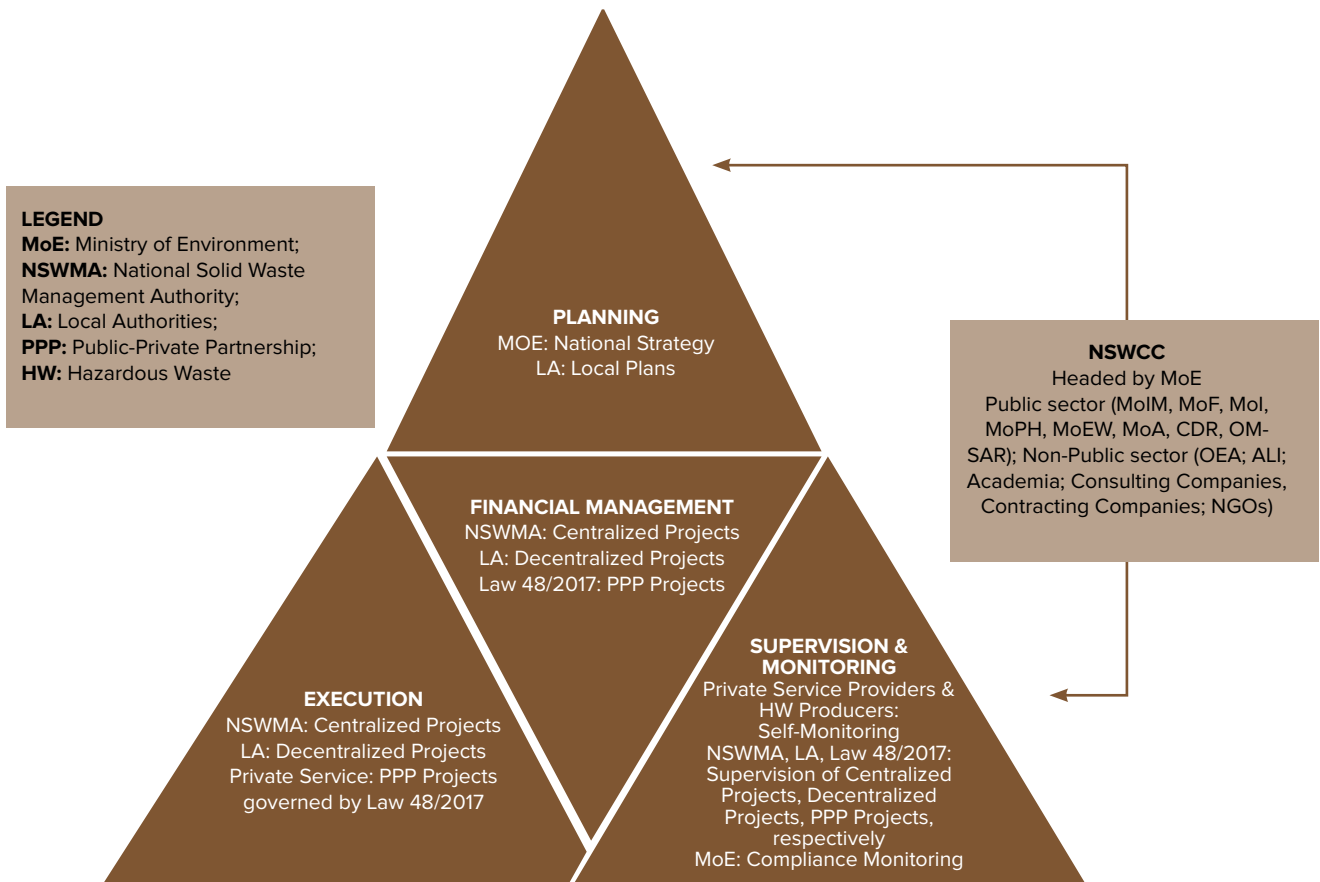 LEGEND
MoE: Ministry of Environment;
NSWMA: National Solid Waste
Management Authority;
LA: Local Authorities;
PPP: Public-Private Partnership;
HW: Hazardous Waste
PLANNING
MOE: National Strategy
LA: Local Plans
NSWCC
Headed by MoE
Public sector (MoIM, MoF, MoI,
MoPH, MoEW, MoA, CDR, OM-
SAR); Non-Public sector (OEA; ALI;
Academia; Consulting Companies,
Contracting Companies; NGOs)
FINANCIAL MANAGEMENT
NSWMA: Centralized Projects
LA: Decentralized Projects
Law 48/2017: PPP Projects
EXECUTION
NSWMA: Centralized Projects
LA: Decentralized Projects
Private Service: PPP Projects
governed by Law 48/2017
SUPERVISION &
MONITORING
Private Service Providers &
HW Producers:
Self-Monitoring
NSWMA, LA, Law 48/2017:
Supervision of Centralized
Projects, Decentralized
Projects, PPP Projects,
respectively
MoE: Compliance Monitoring